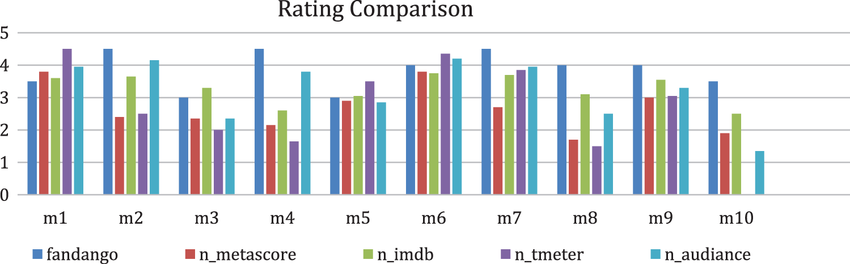 Rating Comparison
5
4
3
2
1
0
m1 m2 m3 m4 m5 m6 m7 m8 m9 m10
fandango n_metascore n_imdb n_tmeter n_audiance